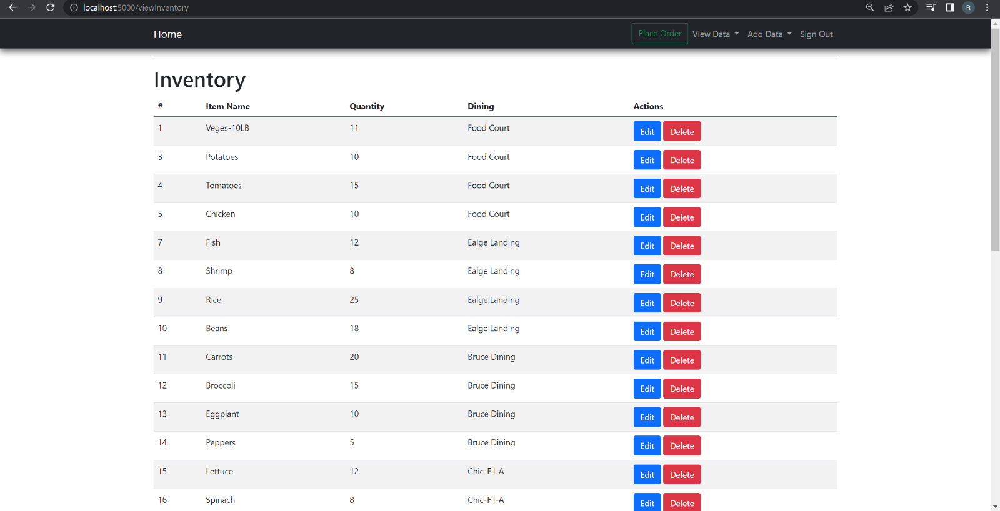 localhost:5000/viewInventory
R
Home Place Order View Data Add Data Sign Out
Inventory
# Item Name Quantity Dining Actions
1 Veges-10LB 11 Food Court Edit Delete
3 Potatoes 10 Food Court Edit Delete
4 Tomatoes 15 Food Court Edit Delete
5 Chicken 10 Food Court Edit Delete
7 Fish 12 Ealge Landing Edit Delete
8 Shrimp 8 Ealge Landing Edit Delete
9 Rice 25 Ealge Landing Edit Delete
10 Beans 18 Ealge Landing Edit Delete
11 Carrots 20 Bruce Dining Edit Delete
12 Broccoli 15 Bruce Dining Edit Delete
13 Eggplant 10 Bruce Dining Edit Delete
14 Peppers 5 Bruce Dining Edit Delete
15 Lettuce 12 Chic-Fil-A Edit Delete
16 Spinach 8 Chic-Fil-A Edit Delete